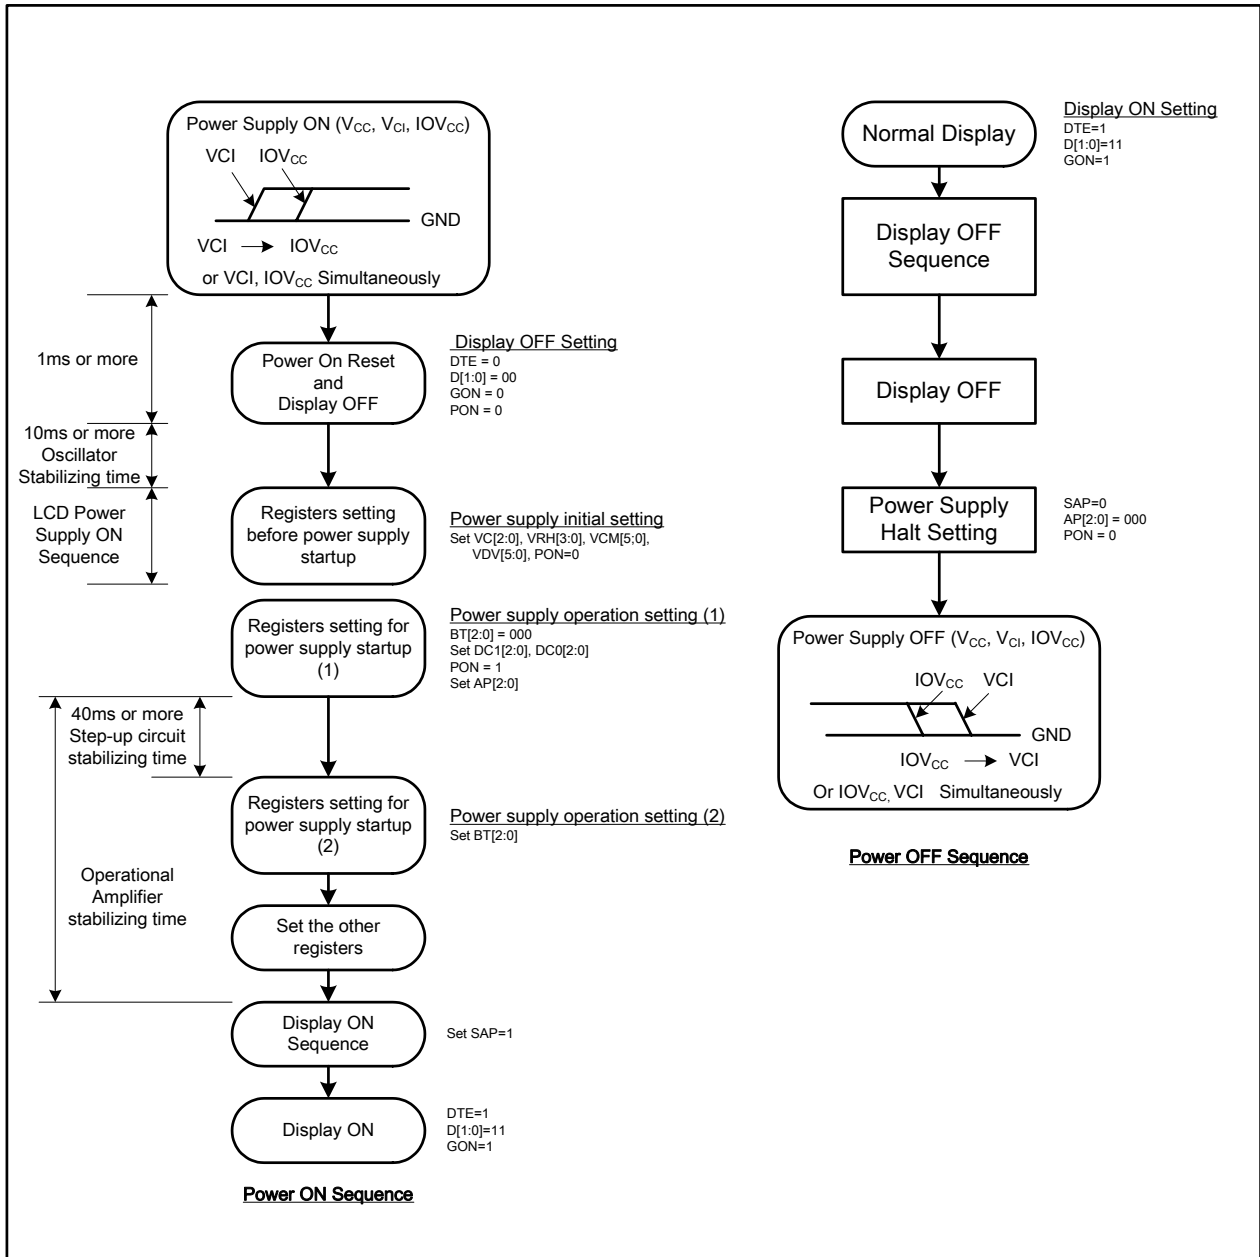 Power Supply ON (VCC, VCI, IOVCC)
VCI IOVCC
GND
VCI IOVCC
or VCI, IOVCC Simultaneously
1ms or more
Power On Reset
and
Display OFF
Display OFF Setting
DTE = 0
D[1:0] = 00
GON = 0
PON = 0
10ms or more
Oscillator
Stabilizing time
LCD Power
Supply ON
Sequence
Registers setting
before power supply
startup
Power supply initial setting
Set VC[2:0], VRH[3:0], VCM[5;0],
VDV[5:0], PON=0
Registers setting for
power supply startup
(1)
Power supply operation setting (1)
BT[2:0] = 000
Set DC1[2:0], DC0[2:0]
PON = 1
Set AP[2:0]
40ms or more
Step-up circuit
stabilizing time
Registers setting for
power supply startup
(2)
Power supply operation setting (2)
Set BT[2:0]
Operational
Amplifier
stabilizing time
Set the other
registers
Display ON
Sequence
Set SAP=1
Display ON
DTE=1
D[1:0]=11
GON=1
Power ON Sequence
Normal Display
Display ON Setting
DTE=1
D[1:0]=11
GON=1
Display OFF
Sequence
Display OFF
Power Supply
Halt Setting
SAP=0
AP[2:0] = 000
PON = 0
Power Supply OFF (VCC, VCI, IOVCC)
IOVCC VCI
GND
IOVCC VCI
Or IOVCC, VCI Simultaneously
Power OFF Sequence